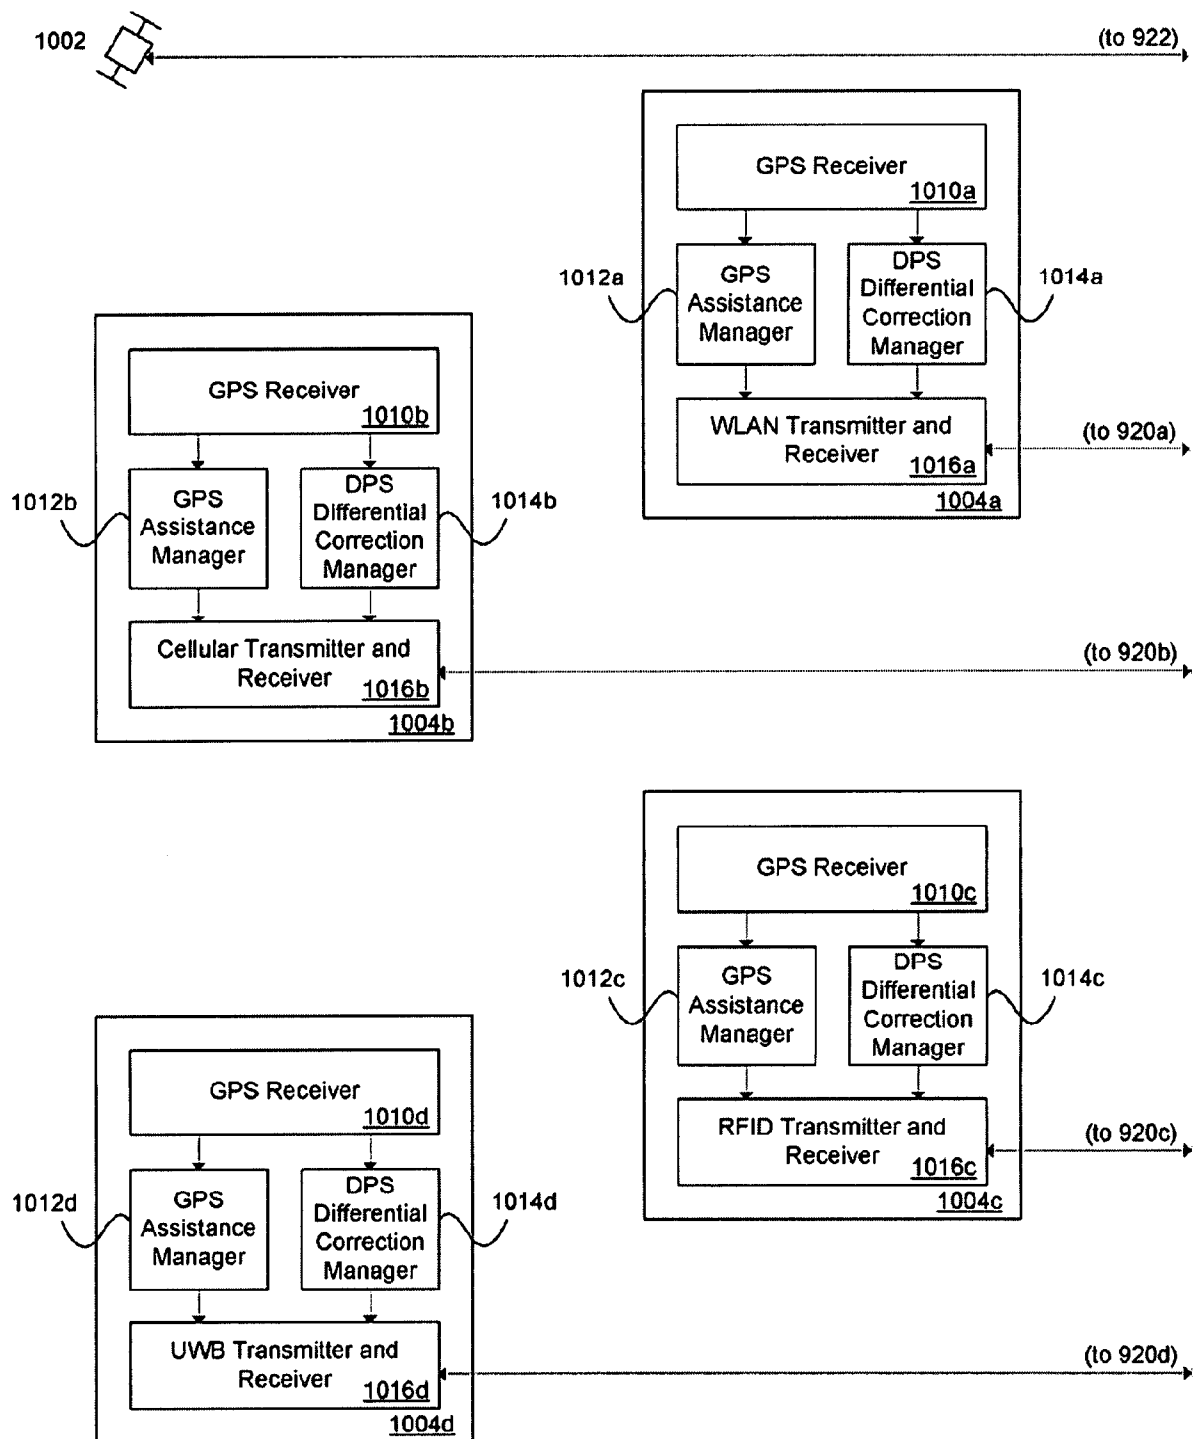 1002
(to 922)
GPS Receiver
1010a
1012a
GPS
Assistance
Manager
DPS
Differential
Correction
Manager
1014a
WLAN Transmitter and
Receiver
1016a
(to 920a)
1004a
GPS Receiver
1010b
1012b
GPS
Assistance
Manager
DPS
Differential
Correction
Manager
1014b
Cellular Transmitter and
Receiver
1016b
(to 920b)
1004b
GPS Receiver
1010c
1012c
GPS
Assistance
Manager
DPS
Differential
Correction
Manager
1014c
RFID Transmitter and
Receiver
1016c
(to 920c)
1004c
GPS Receiver
1010d
1012d
GPS
Assistance
Manager
DPS
Differential
Correction
Manager
1014d
UWB Transmitter and
Receiver
1016d
(to 920d)
1004d